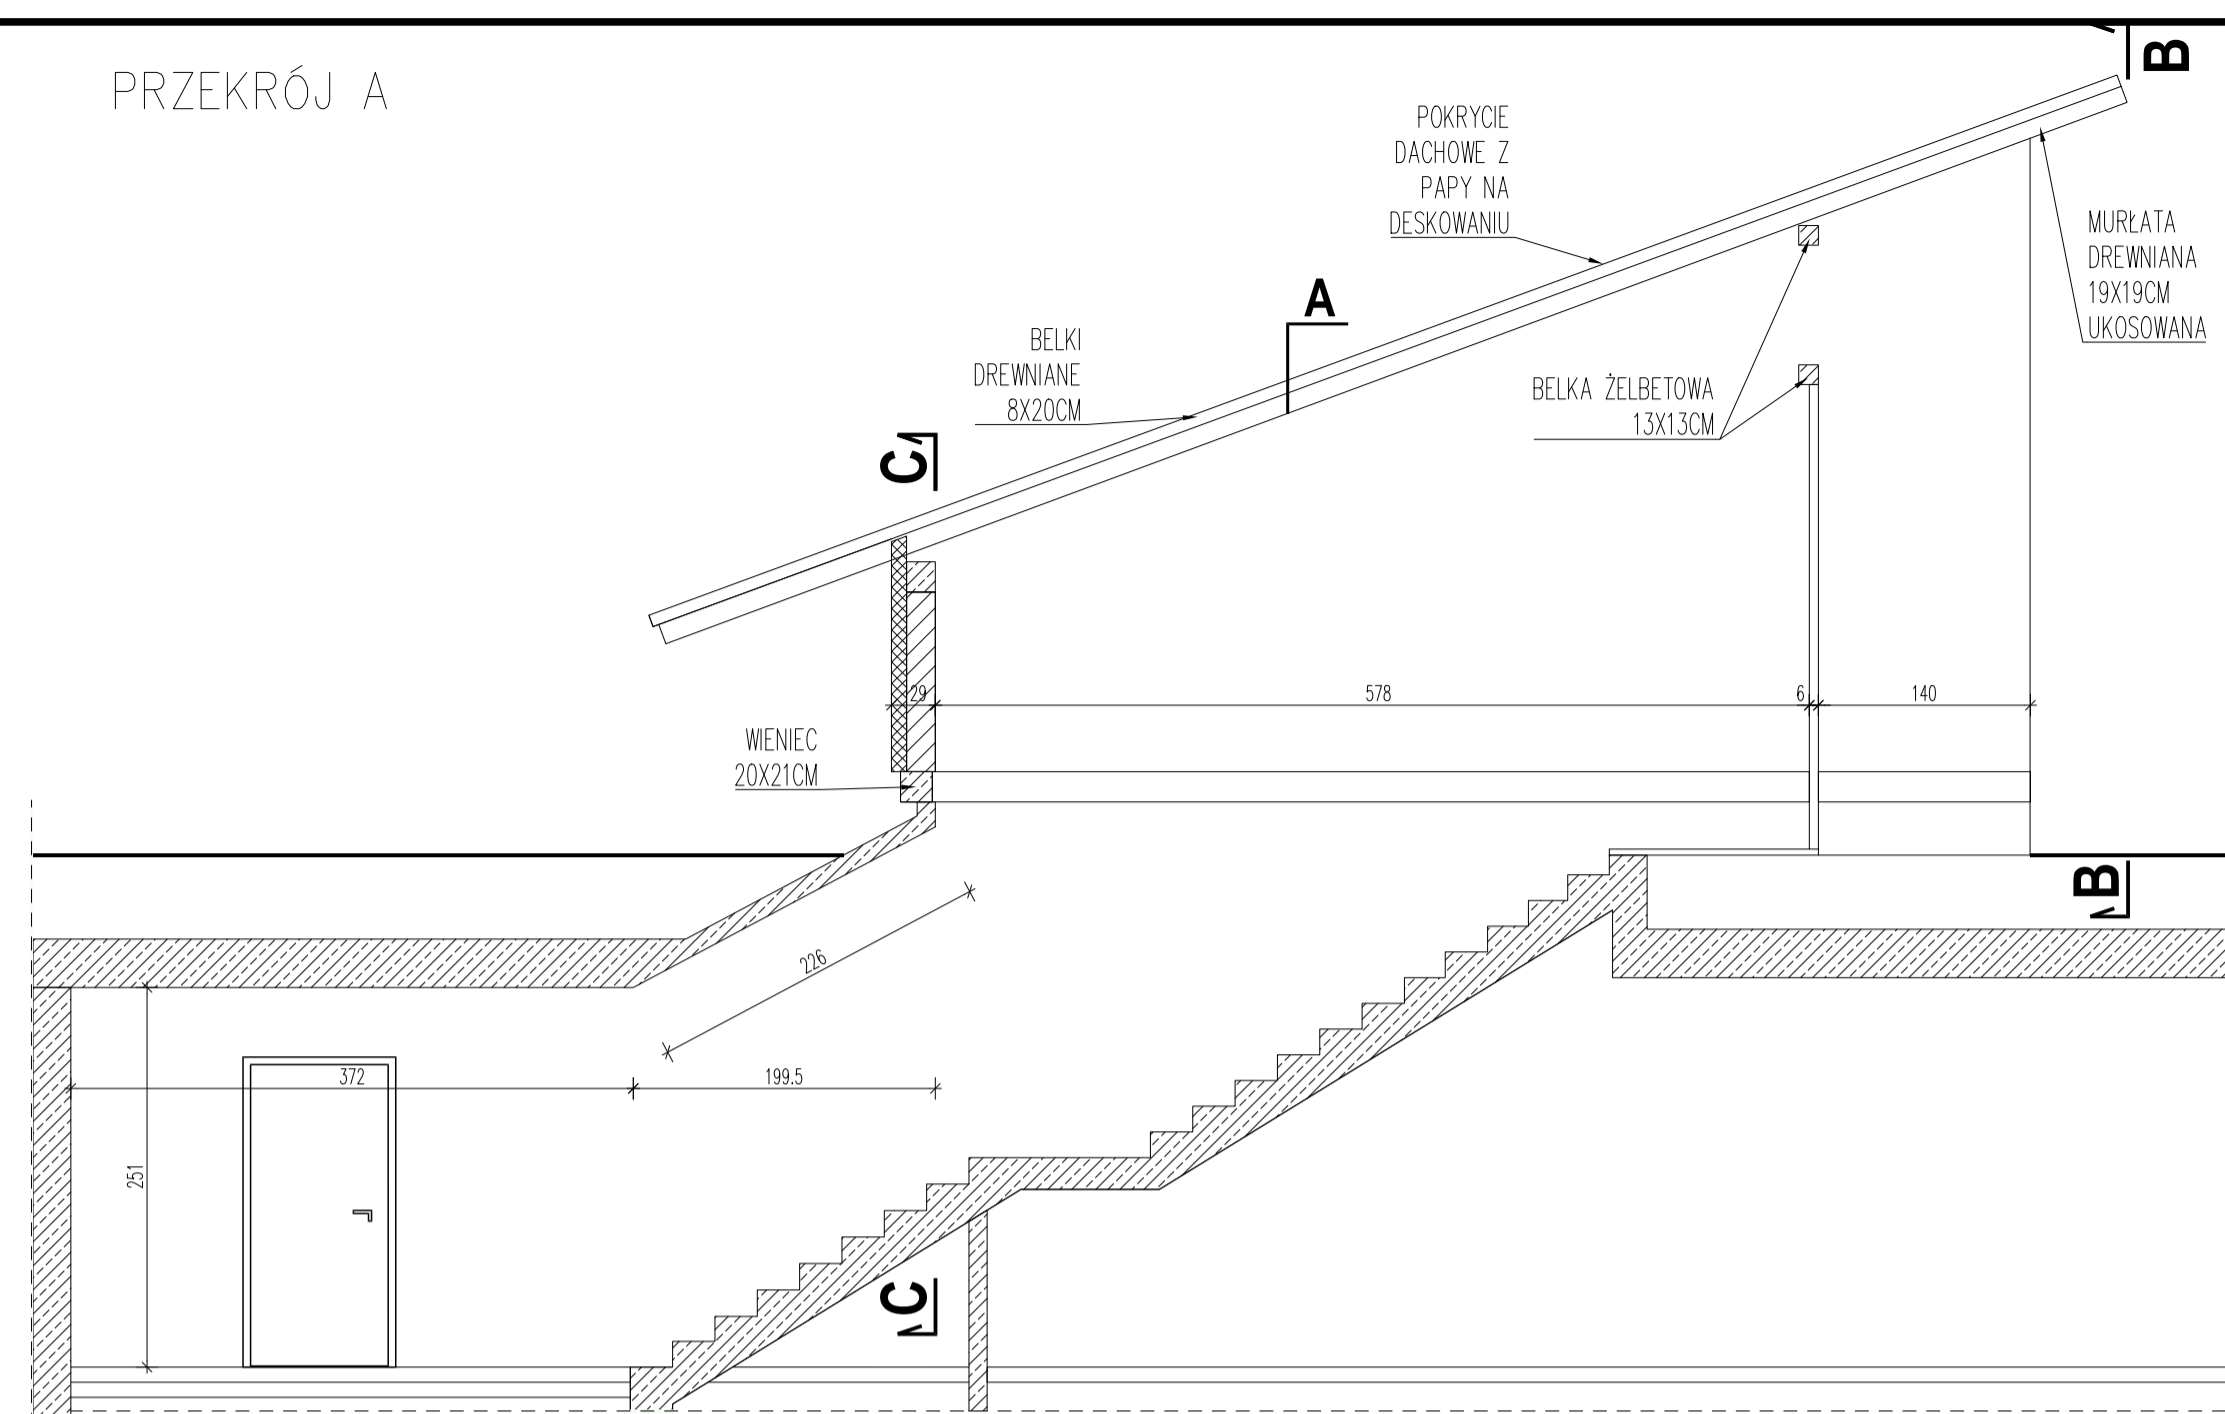 PRZEKRÓJ A
B
POKRYCIE
DACHOWE Z
PAPY NA
DESKOWANIU
MURŁATA
DREWNIANA
19X19CM
UKOSOWANA
A
BELKI
DREWNIANE
8X20CM
BELKA ŻELBETOWA
13X13CM
C
29
578
6
140
WIENIEC
20X21CM
B
226
372
199.5
251
C